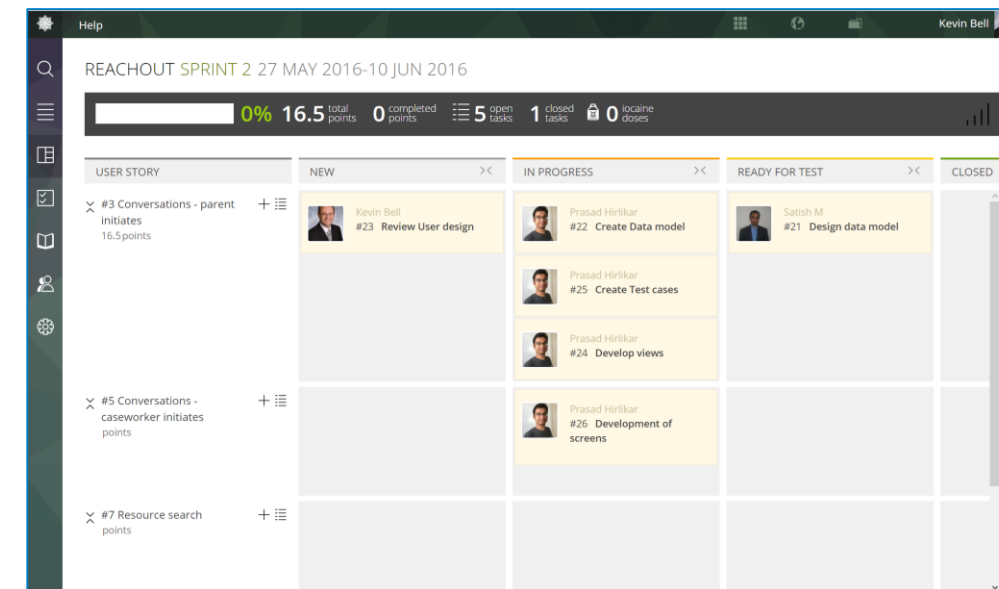 Help
Kevin Bell
REACHOUT SPRINT 2 27 MAY 2016-10 JUN 2016
0% 16.5 total points 0 completed points 5 open tasks 1 closed tasks 0 iocaine doses
USER STORY
NEW
IN PROGRESS
READY FOR TEST
CLOSED
#3 Conversations - parent
initiates
16.5 points
Kevin Bell
#23 Review User design
Prasad Hirlikar
#22 Create Data model
Satish M
#21 Design data model
Prasad Hirlikar
#25 Create Test cases
Prasad Hirlikar
#24 Develop views
#5 Conversations -
caseworker initiates
points
Prasad Hirlikar
#26 Development of
screens
#7 Resource search
points